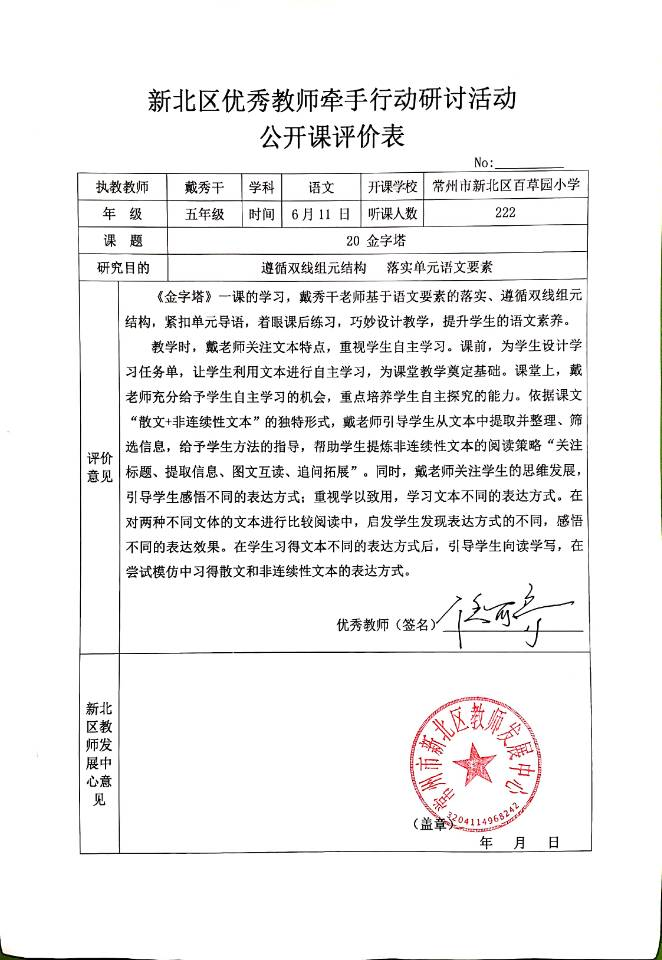 新北区优秀教师牵手行动研讨活动
公开课评价表
No:
执教教师 戴秀干 学科 语文 开课学校 常州市新北区百草园小学
年 级 五年级 时间 6月11日 听课人数 222
课 题 20 金字塔
研究目的 遵循双线组元结构 落实单元语文要素
评价
意见
《金字塔》一课的学习，戴秀干老师基于语文要素的落实、遵循双线组元
结构，紧扣单元导语，着眼课后练习，巧妙设计教学，提升学生的语文素养。
教学时，戴老师关注文本特点，重视学生自主学习。课前，为学生设计学
习任务单，让学生利用文本进行自主学习，为课堂教学奠定基础。课堂上，戴
老师充分给予学生自主学习的机会，重点培养学生自主探究的能力。依据课文
“散文+非连续性文本”的独特形式，戴老师引导学生从文本中提取并整理、筛
选信息，给予学生方法的指导，帮助学生提炼非连续性文本的阅读策略“关注
标题、提取信息、图文互读、追问拓展”。同时，戴老师关注学生的思维发展，
引导学生感悟不同的表达方式；重视学以致用，学习文本不同的表达方式。在
对两种不同文体的文本进行比较阅读中，启发学生发现表达方式的不同，感悟
不同的表达效果。在学生习得文本不同的表达方式后，引导学生向读学写，在
尝试模仿中习得散文和非连续性文本的表达方式。
优秀教师（签名）
新北
区教
师发
展中
心意
见
常州市新北区教师发展中心
3204114968242
（盖章）
年 月 日